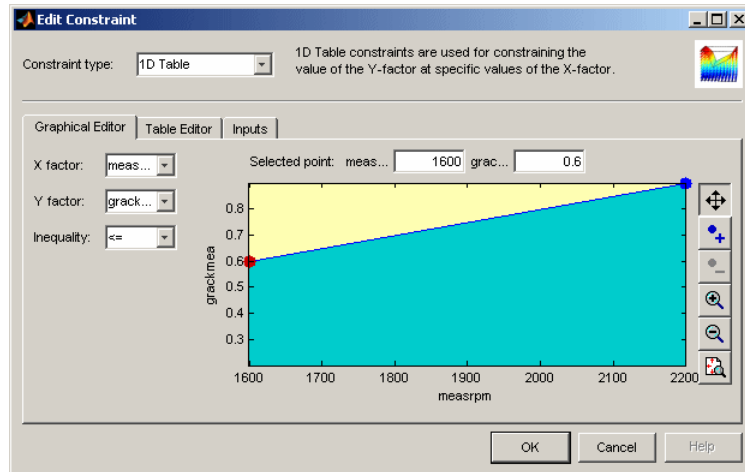 Edit Constraint
Constraint type: 1D Table
1D Table constraints are used for constraining the
value of the Y-factor at specific values of the X-factor.
Graphical Editor Table Editor Inputs
X factor: meas...
Y factor: grack...
Inequality: <=
Selected point: meas... 1600 grac... 0.6
0.8
0.7
0.6
0.5
0.4
0.3
grackmea
1600 1700 1800 1900 2000 2100 2200
measrpm
OK Cancel Help